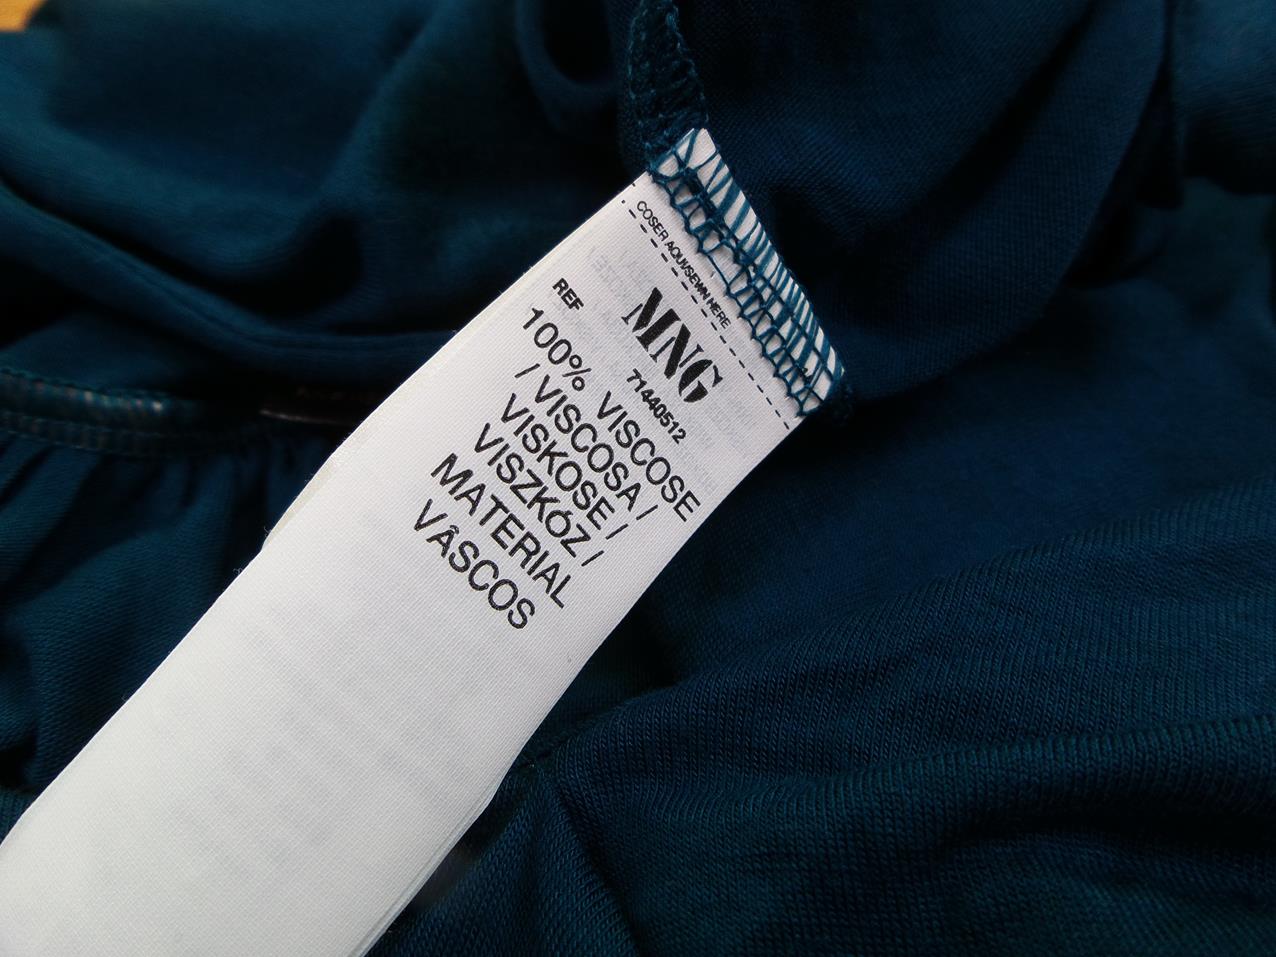 COSER AQUI/SEWN HERE
MNG
REF 71440512
100% VISCOSE
/ VISCOSA /
VISKOSE /
VISZKÓZ /
MATERIAL
VÂSCOS